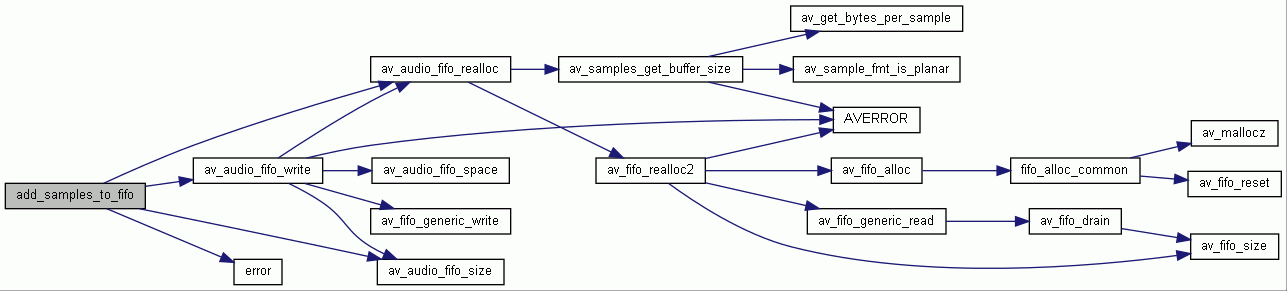 add_samples_to_fifo
av_audio_fifo_realloc
av_audio_fifo_write
av_audio_fifo_space
av_fifo_generic_write
av_audio_fifo_size
error
av_samples_get_buffer_size
av_fifo_realloc2
av_get_bytes_per_sample
av_sample_fmt_is_planar
AVERROR
av_fifo_alloc
av_fifo_generic_read
fifo_alloc_common
av_fifo_drain
av_mallocz
av_fifo_reset
av_fifo_size